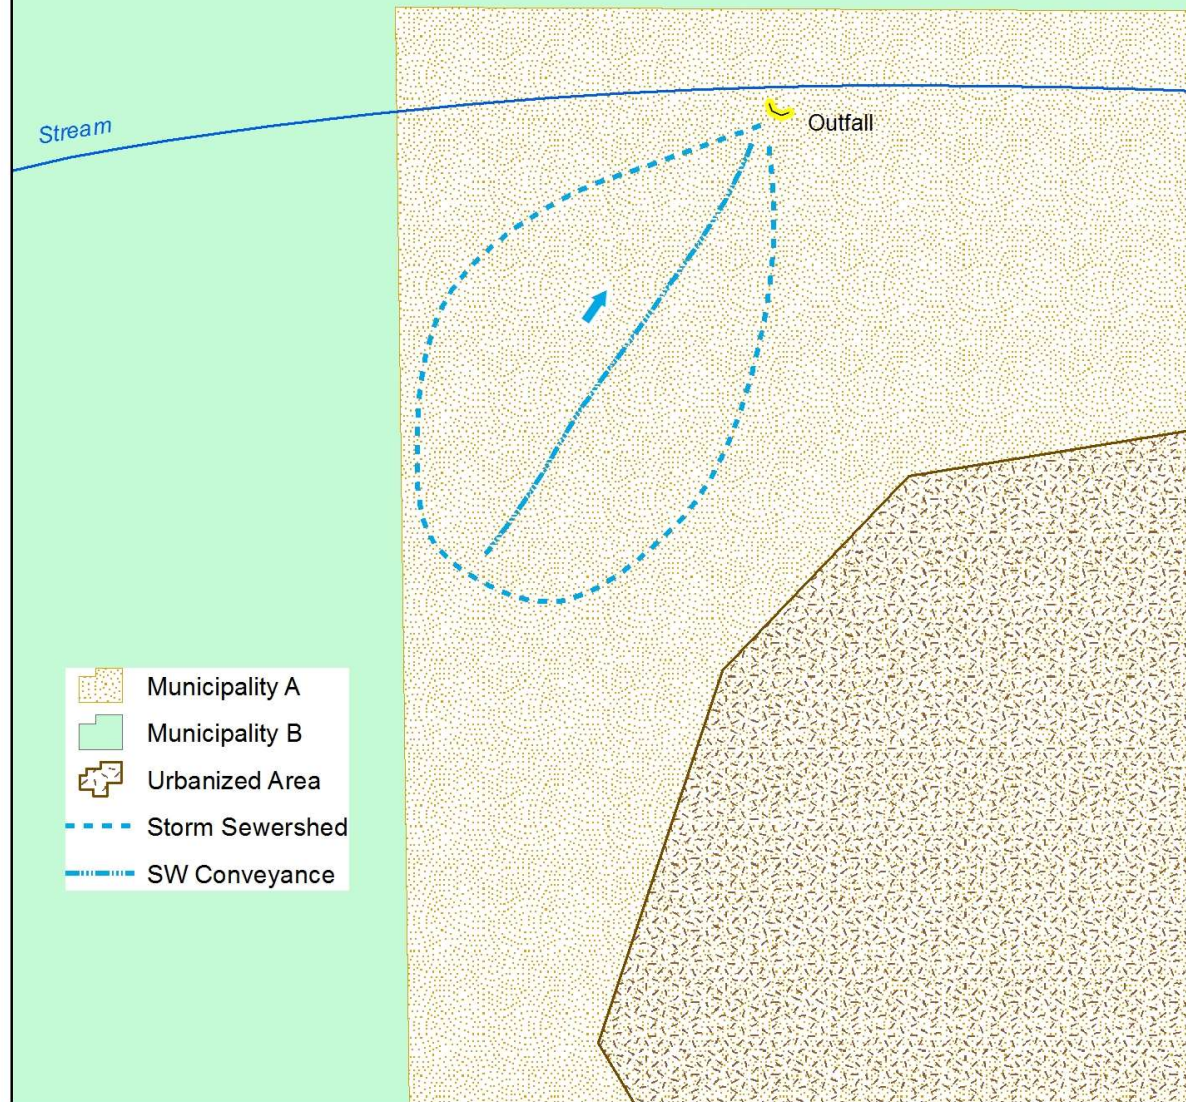 Stream
Outfall
Municipality A
Municipality B
Urbanized Area
Storm Sewershed
SW Conveyance